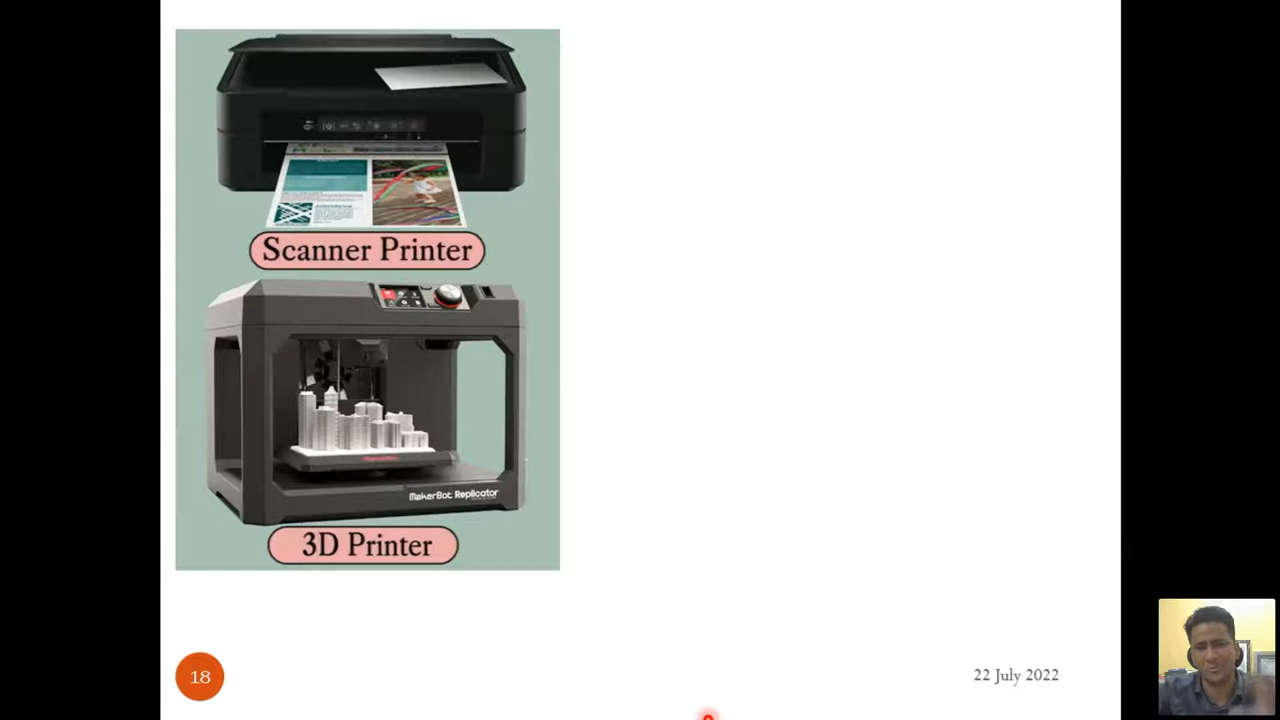 Scanner Printer
MakerBot Replicator
3D Printer
18
22 July 2022